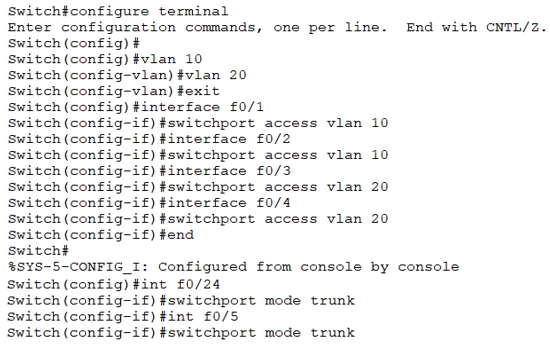 Switch#configure terminal
Enter configuration commands, one per line.  End with CNTL/Z.
Switch(config)#
Switch(config)#vlan 10
Switch(config-vlan)#vlan 20
Switch(config-vlan)#exit
Switch(config)#interface f0/1
Switch(config-if)#switchport access vlan 10
Switch(config-if)#interface f0/2
Switch(config-if)#switchport access vlan 10
Switch(config-if)#interface f0/3
Switch(config-if)#switchport access vlan 20
Switch(config-if)#interface f0/4
Switch(config-if)#switchport access vlan 20
Switch(config-if)#end
Switch#
%SYS-5-CONFIG_I: Configured from console by console
Switch(config)#int f0/24
Switch(config-if)#switchport mode trunk
Switch(config-if)#int f0/5
Switch(config-if)#switchport mode trunk